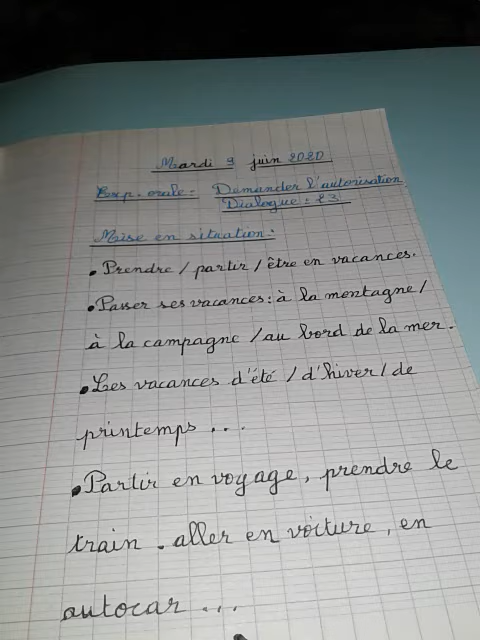 Mardi 9 juin 2020
Exp. orale : Demander l'autorisation
Dialogue : 23
Mise en situation :
• Prendre / partir / être en vacances.
• Passer ses vacances : à la montagne /
à la campagne / au bord de la mer.
• Les vacances d'été / d'hiver / de
printemps ...
• Partir en voyage, prendre le
train . aller en voiture, en
autocar ...